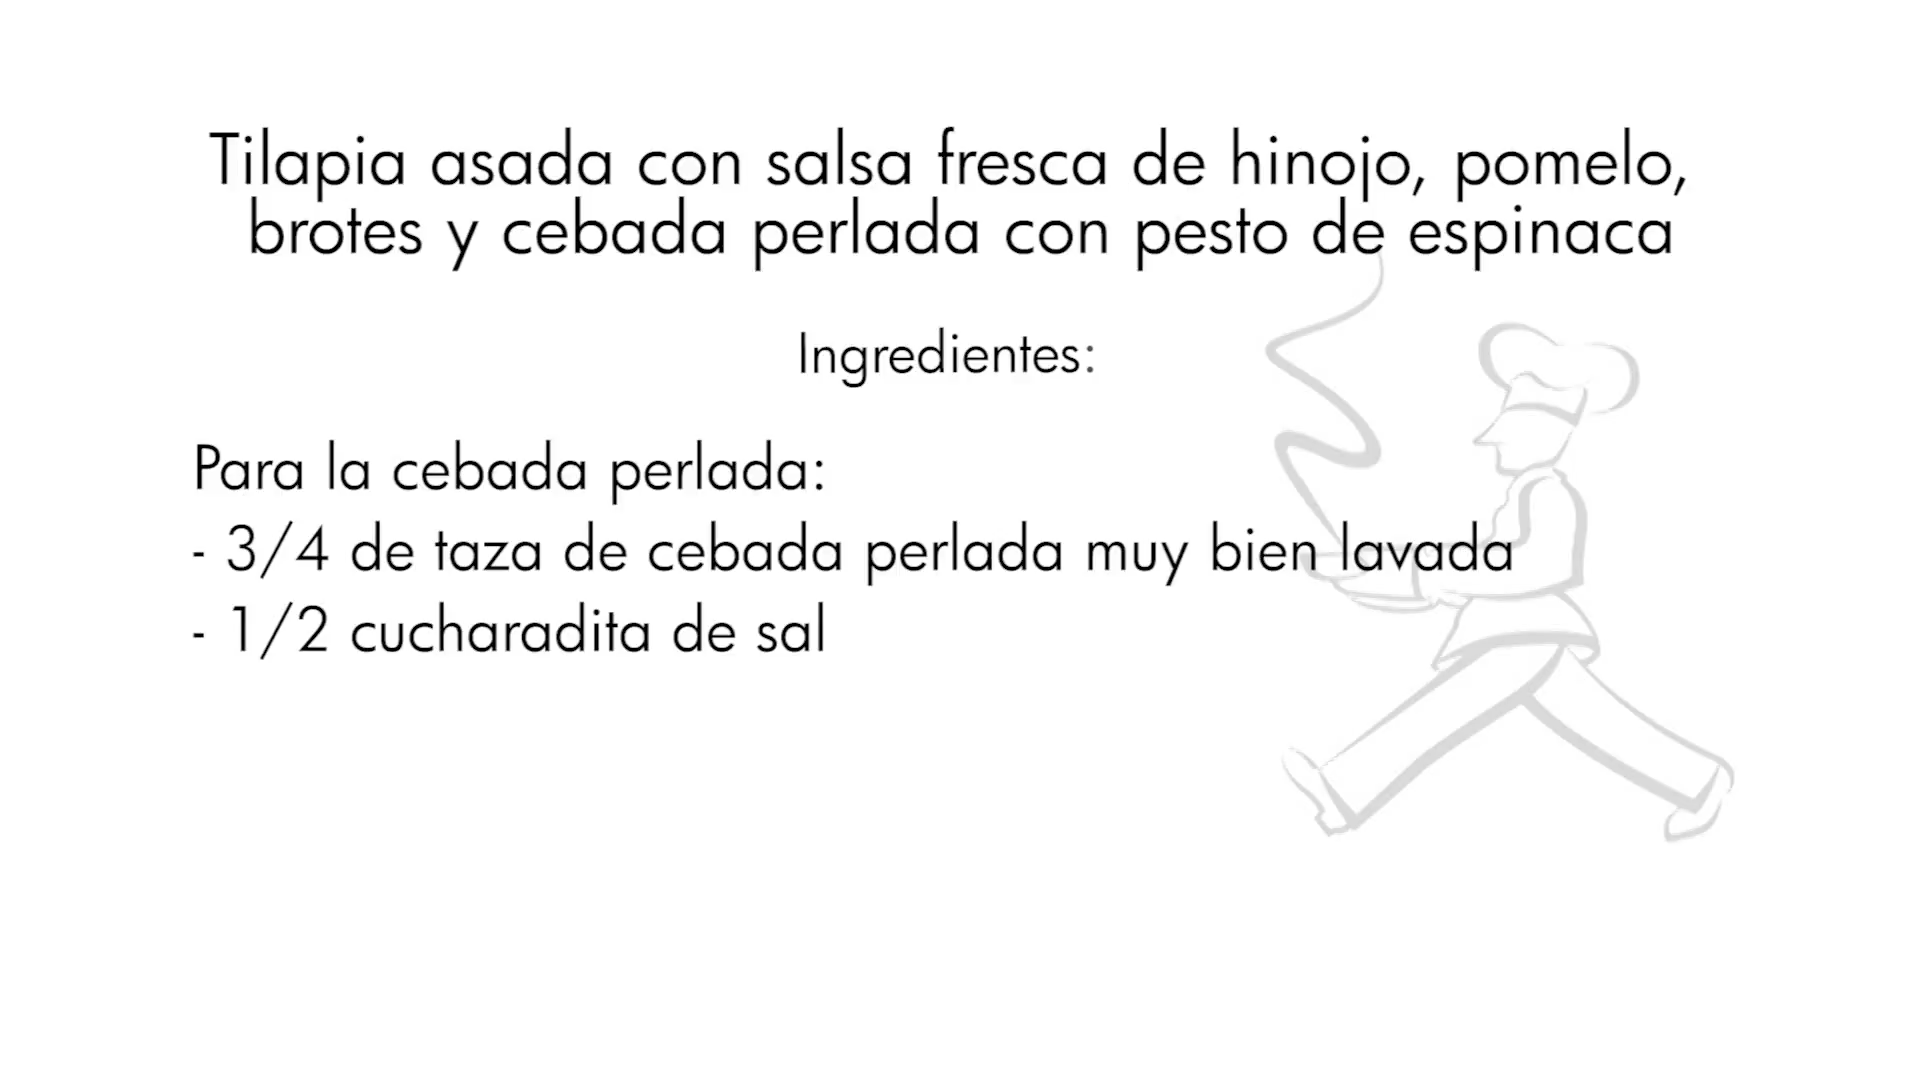 Tilapia asada con salsa fresca de hinojo, pomelo,
brotes y cebada perlada con pesto de espinaca
Ingredientes:
Para la cebada perlada:
- 3/4 de taza de cebada perlada muy bien lavada
- 1/2 cucharadita de sal